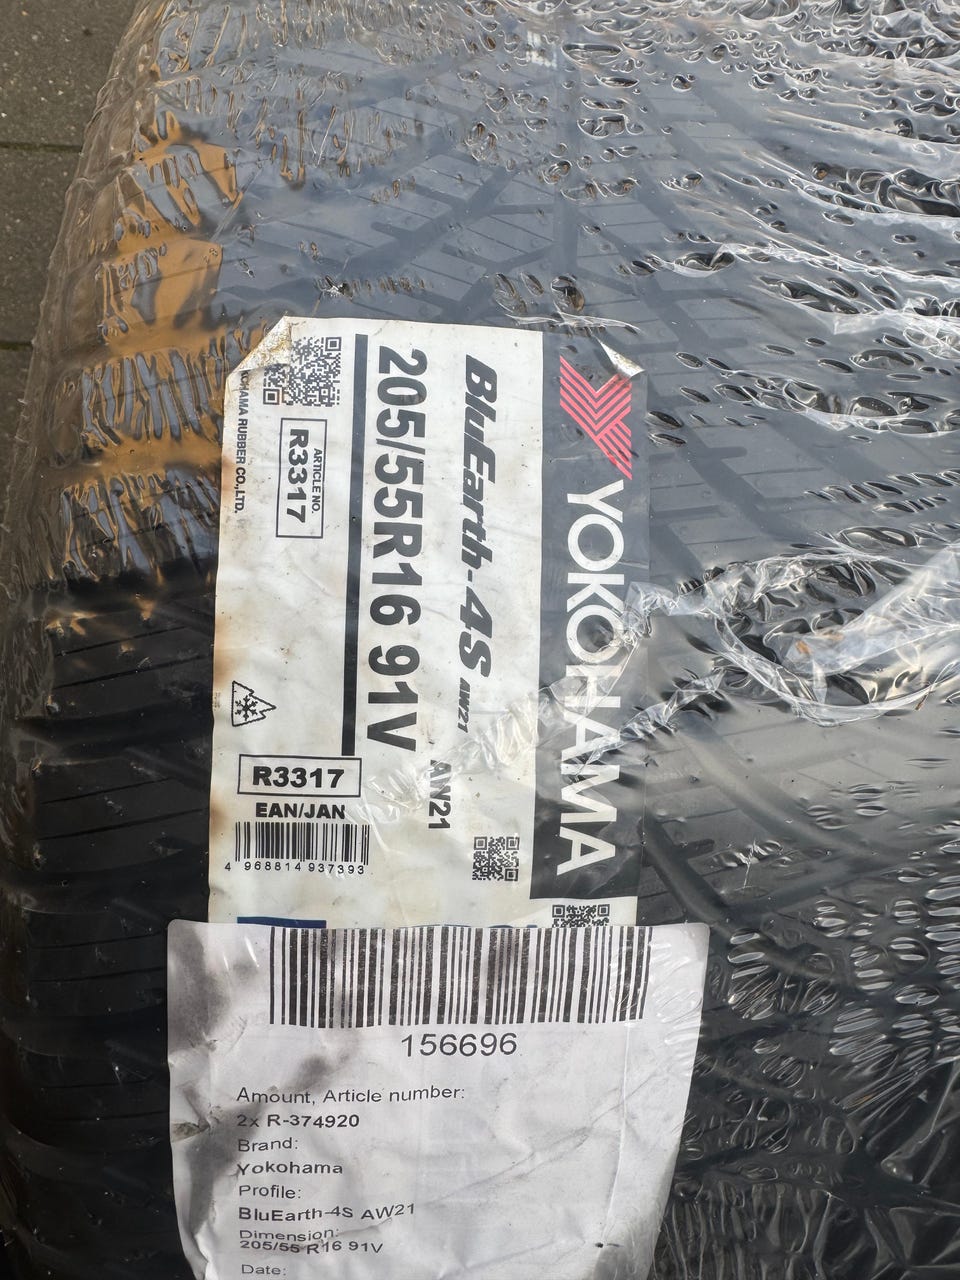 YOKOHAMA
BluEarth-4S AW21
AW21
205/55R16 91V
ARTICLE NO.
R3317
RUBBER CO.,LTD.
R3317
EAN/JAN
4 968814 937393
156696
Amount, Article number:
2x R-374920
Brand:
Yokohama
Profile:
BluEarth-4S AW21
Dimension:
205/55 R16 91V
Date: